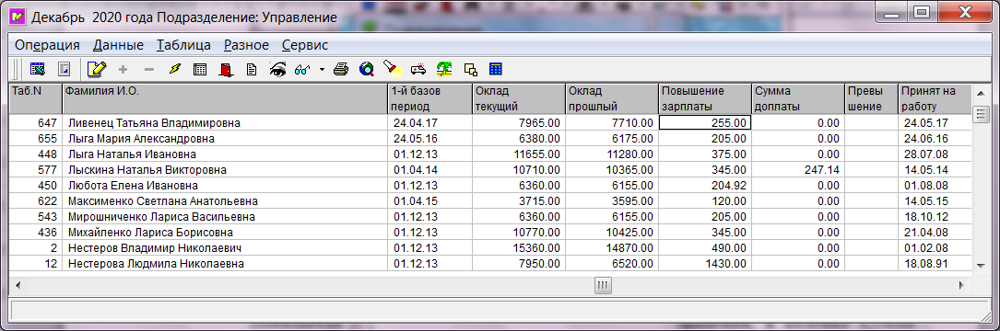 Декабрь 2020 года Подразделение: Управление
Операция Данные Таблица Разное Сервис
Таб.N Фамилия И.О. 1-й базов период Оклад текущий Оклад прошлый Повышение зарплаты Сумма доплаты Превы шение Принят на работу
647 Ливенец Татьяна Владимировна 24.04.17 7965.00 7710.00 255.00 0.00 24.05.17
655 Лыга Мария Александровна 24.05.16 6380.00 6175.00 205.00 0.00 24.06.16
448 Лыга Наталья Ивановна 01.12.13 11655.00 11280.00 375.00 0.00 28.07.08
577 Лыскина Наталья Викторовна 01.04.14 10710.00 10365.00 345.00 247.14 14.05.14
450 Любота Елена Ивановна 01.12.13 6360.00 6155.00 204.92 0.00 01.08.08
622 Максименко Светлана Анатольевна 01.04.15 3715.00 3595.00 120.00 0.00 14.05.15
543 Мирошниченко Лариса Васильевна 01.12.13 6360.00 6155.00 205.00 0.00 18.10.12
436 Михайленко Лариса Борисовна 01.12.13 10770.00 10425.00 345.00 0.00 21.04.08
2 Нестеров Владимир Николаевич 01.12.13 15360.00 14870.00 490.00 0.00 01.02.08
12 Нестерова Людмила Николаевна 01.12.13 7950.00 6520.00 1430.00 0.00 18.08.91